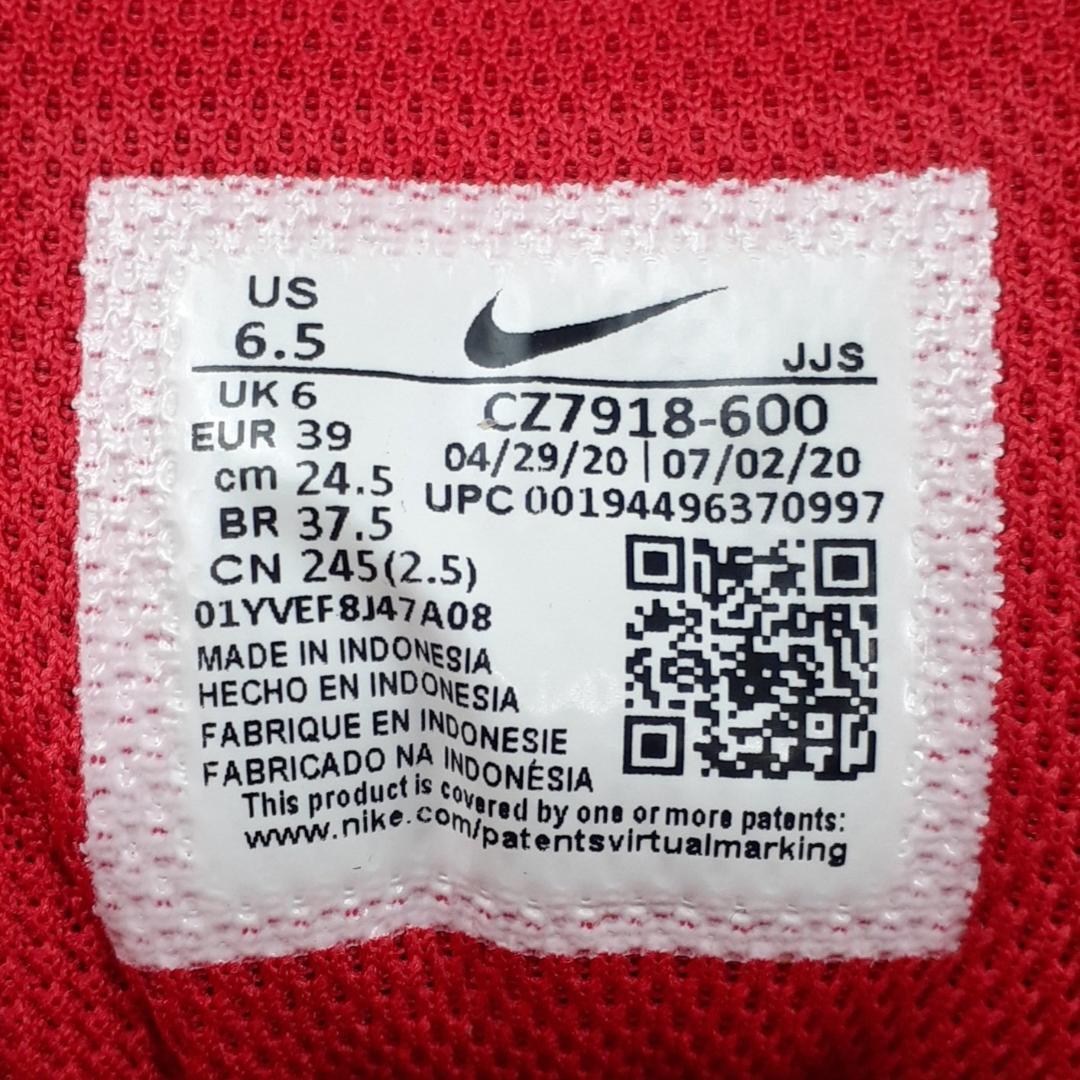 US
6.5
JJS
UK 6
CZ7918-600
EUR 39
04/29/20 | 07/02/20
cm 24.5
UPC 00194496370997
BR 37.5
CN 245(2.5)
01YVEF8J47A08
MADE IN INDONESIA
HECHO EN INDONESIA
FABRIQUE EN INDONESIE
FABRICADO NA INDONÉSIA
This product is covered by one or more patents:
www.nike.com/patentsvirtualmarking